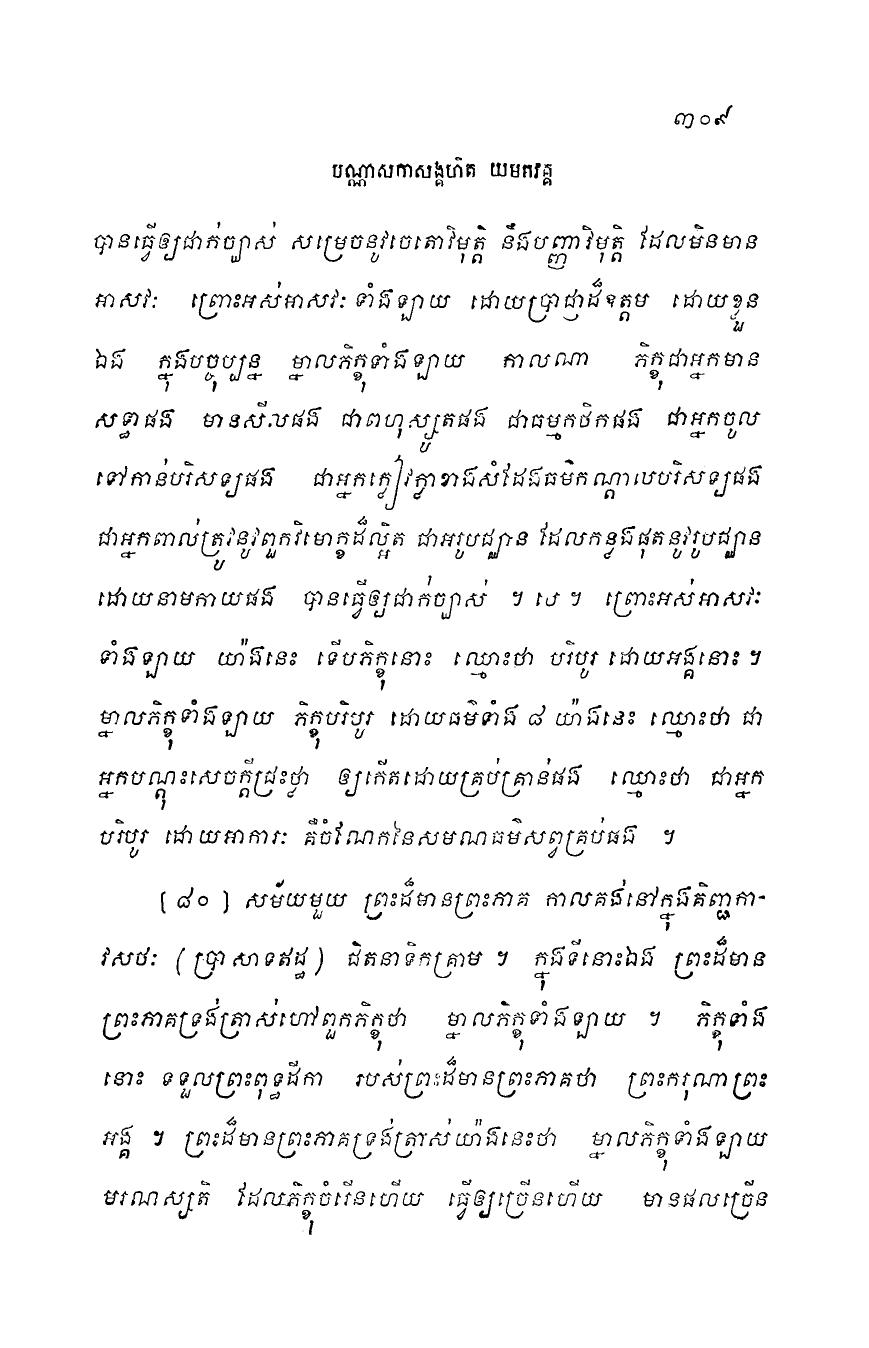 ៣០៩
បណ្ណាសកាសង្គហិត យមកវគ្គ
បានធ្វើឲ្យជាក់ច្បាស់ សម្រេចនូវចេតោវិមុត្តិ នឹងបញ្ញាវិមុត្តិ ដែលមិនមាន
អាសវៈ ព្រោះអស់អាសវៈទាំងឡាយ ដោយប្រាជ្ញាដ៏ឧត្តម ដោយខ្លួន
ឯង ក្នុងបច្ចុប្បន្ន ម្នាលភិក្ខុទាំងឡាយ កាលណា ភិក្ខុជាអ្នកមាន
សទ្ធាផង មានសីលផង ជាពហុស្សូតផង ជាធម្មកថិកផង ជាអ្នកចូល
ទៅកាន់បរិសទ្យផង ជាអ្នកក្លៀវក្លាខាងសំដែងធម៌កណ្តាលបរិសទ្យផង
ជាអ្នកពាល់ត្រូវនូវពួកវិមោក្ខដ៏ល្អិត ជាអរូបជ្ឈាន ដែលកន្លងផុតនូវរូបជ្ឈាន
ដោយនាមកាយផង បានធ្វើឲ្យជាក់ច្បាស់ ។ បេ ។ ព្រោះអស់អាសវៈ
ទាំងឡាយ យ៉ាងនេះ ទើបភិក្ខុនោះ ឈ្មោះថា បរិបូរ ដោយអង្គនោះ ។
ម្នាលភិក្ខុទាំងឡាយ ភិក្ខុបរិបូរ ដោយធម៌ទាំង ៨ យ៉ាងនេះ ឈ្មោះថា ជា
អ្នកបណ្តុះសេចក្តីជ្រះថ្លា ឲ្យកើតដោយគ្រប់គ្រាន់ផង ឈ្មោះថា ជាអ្នក
បរិបូរ ដោយអាការៈ គឺចំណែកនៃសមណធម៌សព្វគ្រប់ផង ។
[ ៨០ ] សម័យមួយ ព្រះដ៏មានព្រះភាគ កាលគង់នៅក្នុងគិញ្ជកា-
វសថៈ (ប្រាសាទឥដ្ឋ) ជិតនាទិកគ្រាម ។ ក្នុងទីនោះឯង ព្រះដ៏មាន
ព្រះភាគទ្រង់ត្រាស់ហៅពួកភិក្ខុថា ម្នាលភិក្ខុទាំងឡាយ ។ ភិក្ខុទាំង
នោះ ទទួលព្រះពុទ្ធដីកា របស់ព្រះដ៏មានព្រះភាគថា ព្រះករុណាព្រះ
អង្គ ។ ព្រះដ៏មានព្រះភាគទ្រង់ត្រាស់យ៉ាងនេះថា ម្នាលភិក្ខុទាំងឡាយ
មរណស្សតិ ដែលភិក្ខុចំរើនហើយ ធ្វើឲ្យច្រើនហើយ មានផលច្រើន